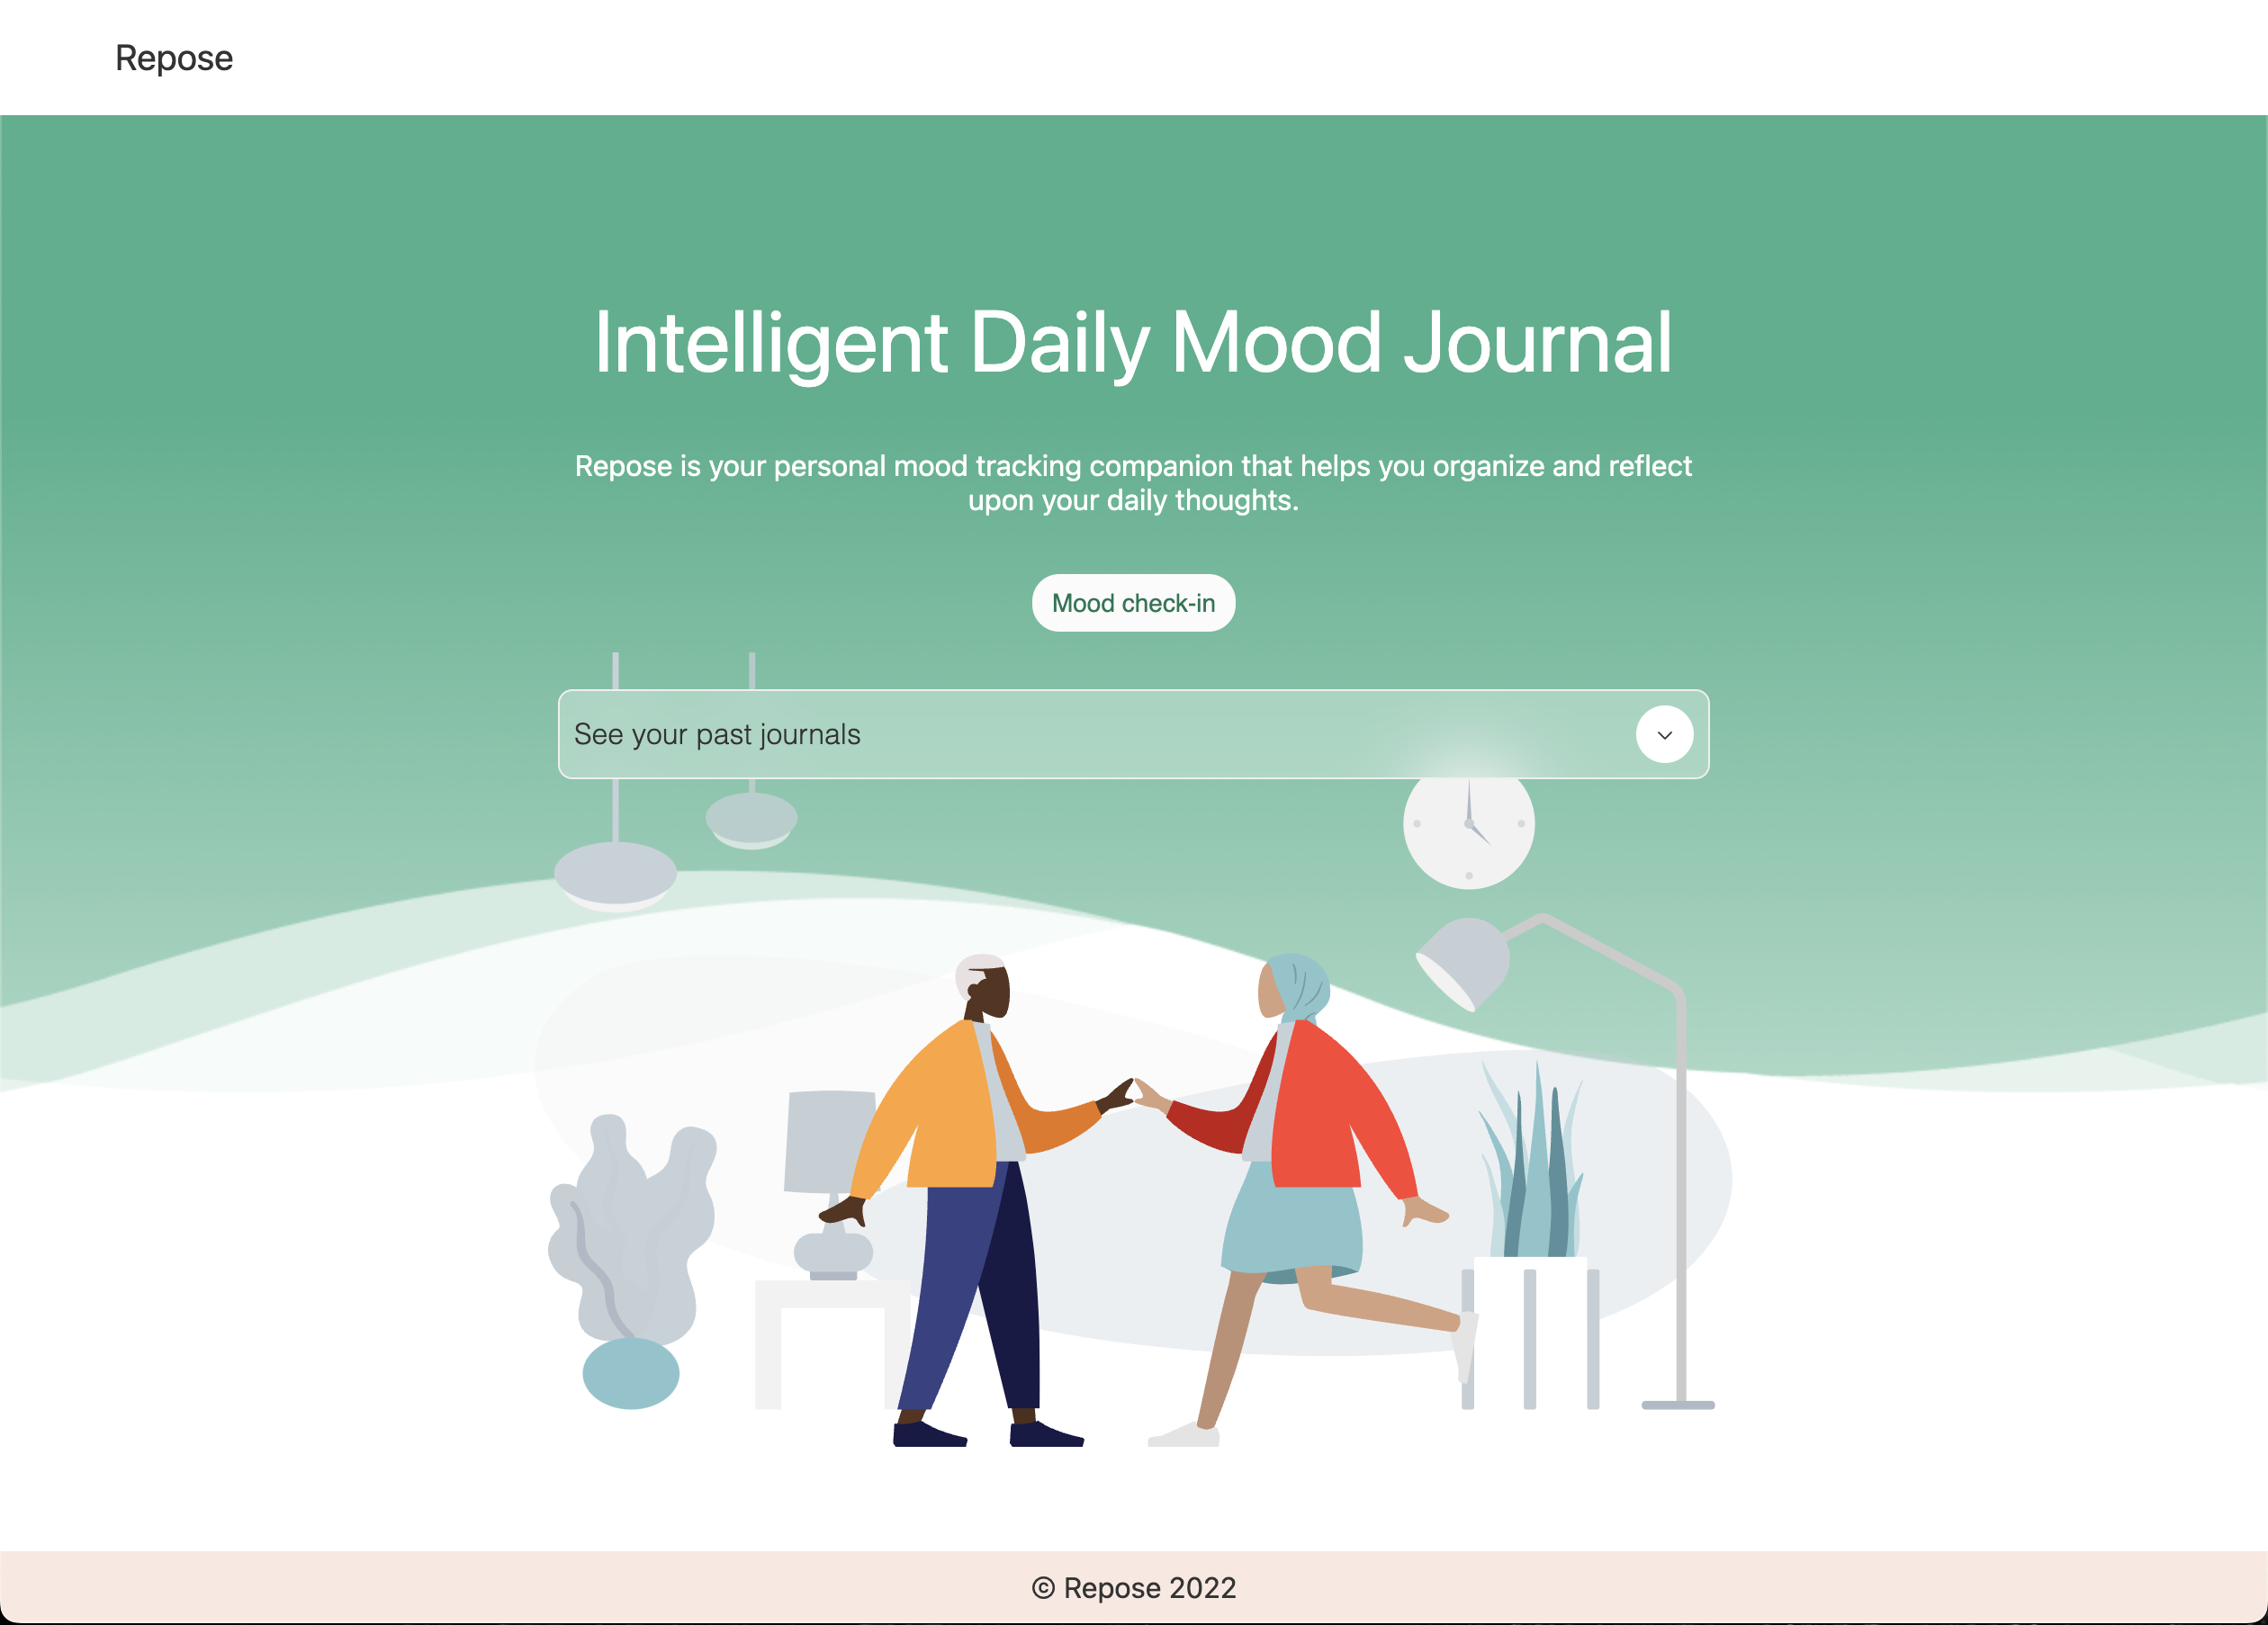 Repose
Intelligent Daily Mood Journal
Repose is your personal mood tracking companion that helps you organize and reflect
upon your daily thoughts.
Mood check-in
See your past journals
© Repose 2022